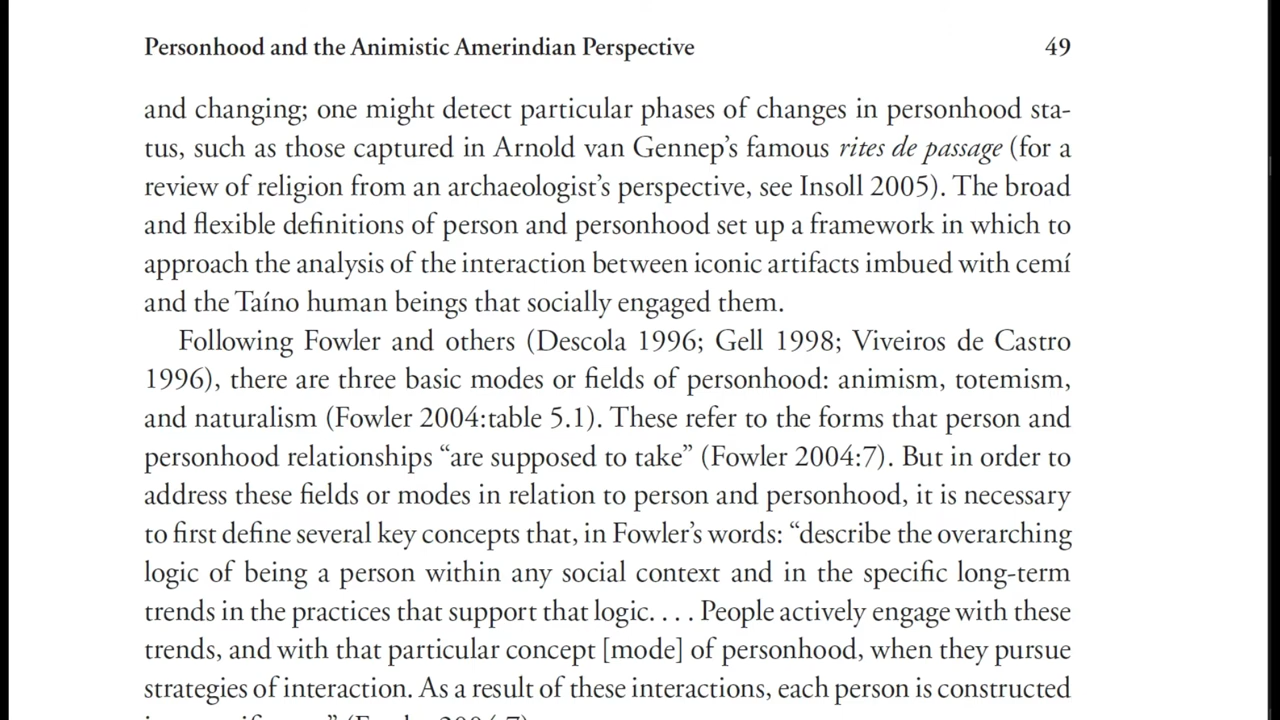 Personhood and the Animistic Amerindian Perspective 49
and changing; one might detect particular phases of changes in personhood sta-
tus, such as those captured in Arnold van Gennep’s famous rites de passage (for a
review of religion from an archaeologist’s perspective, see Insoll 2005). The broad
and flexible definitions of person and personhood set up a framework in which to
approach the analysis of the interaction between iconic artifacts imbued with cemí
and the Taíno human beings that socially engaged them.
Following Fowler and others (Descola 1996; Gell 1998; Viveiros de Castro
1996), there are three basic modes or fields of personhood: animism, totemism,
and naturalism (Fowler 2004:table 5.1). These refer to the forms that person and
personhood relationships “are supposed to take” (Fowler 2004:7). But in order to
address these fields or modes in relation to person and personhood, it is necessary
to first define several key concepts that, in Fowler’s words: “describe the overarching
logic of being a person within any social context and in the specific long-term
trends in the practices that support that logic. . . . People actively engage with these
trends, and with that particular concept [mode] of personhood, when they pursue
strategies of interaction. As a result of these interactions, each person is constructed